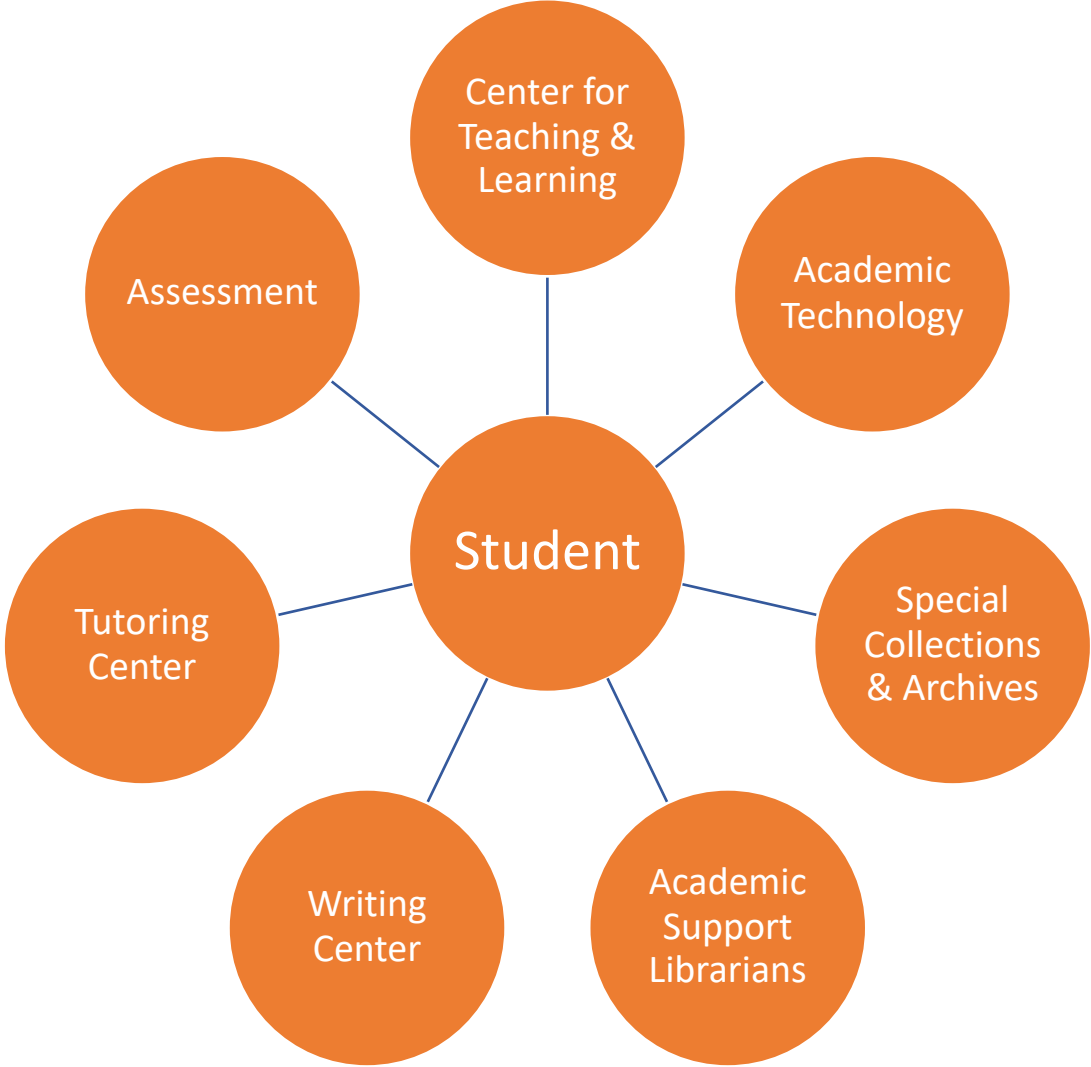 Center for
Teaching &
Learning
Academic
Technology
Special
Collections
& Archives
Academic
Support
Librarians
Writing
Center
Tutoring
Center
Assessment
Student